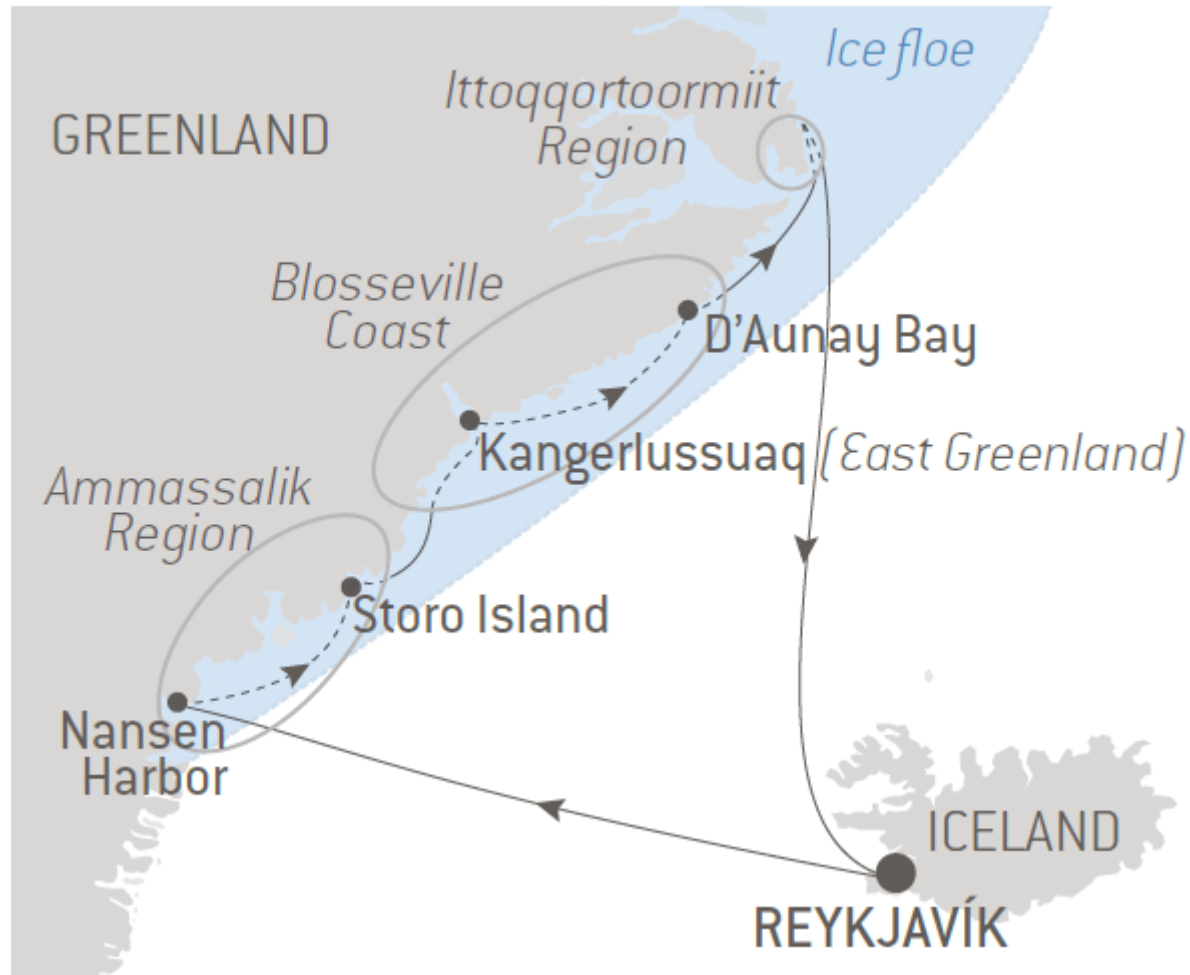 Ice floe
Ittoqqortoormiit
Region
GREENLAND
Blosseville
Coast
D'Aunay Bay
Kangerlussuaq (East Greenland)
Ammassalik
Region
Storo Island
Nansen
Harbor
ICELAND
REYKJAVÍK